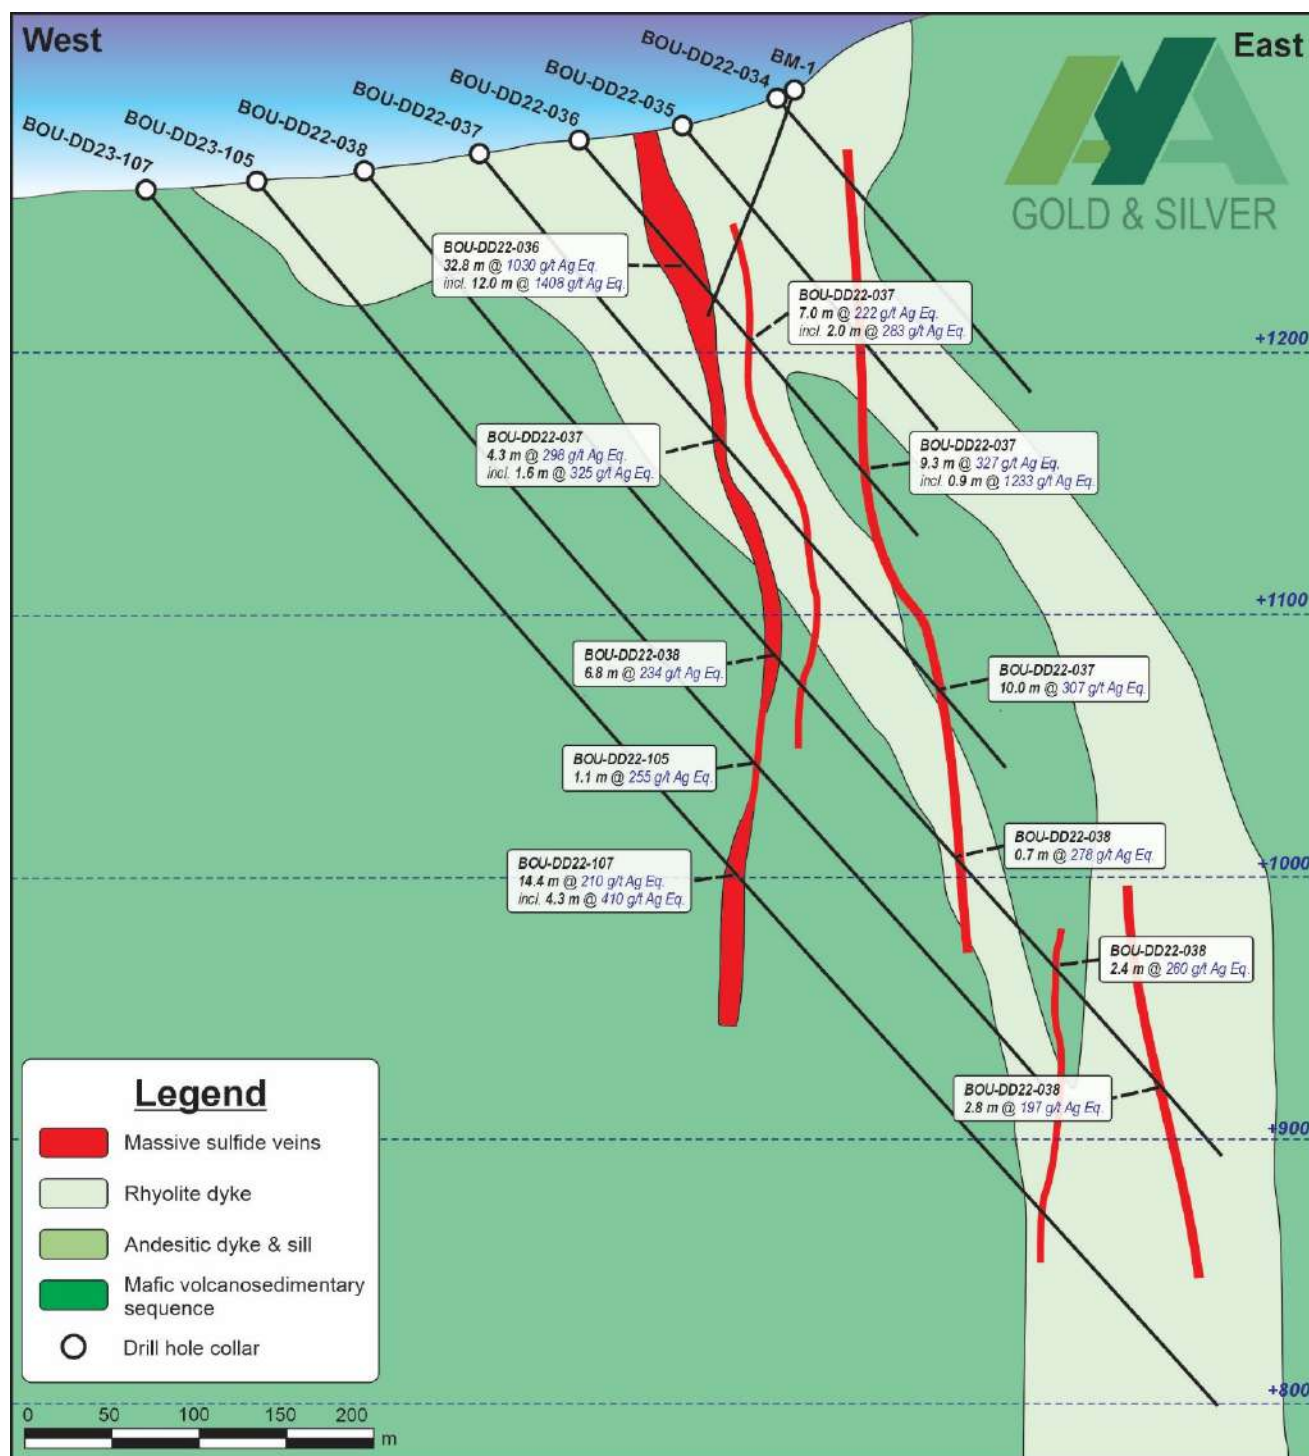 West
East
BOU-DD23-107
BOU-DD23-105
BOU-DD22-038
BOU-DD22-037
BOU-DD22-036
BOU-DD22-035
BOU-DD22-034
BM-1
GOLD & SILVER
BOU-DD22-036
32.8 m @ 1030 g/t Ag Eq.
incl. 12.0 m @ 1408 g/t Ag Eq.
BOU-DD22-037
7.0 m @ 222 g/t Ag Eq.
incl. 2.0 m @ 283 g/t Ag Eq.
+1200
BOU-DD22-037
4.3 m @ 298 g/t Ag Eq.
incl. 1.6 m @ 325 g/t Ag Eq.
BOU-DD22-037
9.3 m @ 327 g/t Ag Eq.
incl. 0.9 m @ 1233 g/t Ag Eq.
+1100
BOU-DD22-038
6.8 m @ 234 g/t Ag Eq.
BOU-DD22-037
10.0 m @ 307 g/t Ag Eq.
BOU-DD22-105
1.1 m @ 255 g/t Ag Eq.
BOU-DD22-038
0.7 m @ 278 g/t Ag Eq.
BOU-DD22-107
14.4 m @ 210 g/t Ag Eq.
incl. 4.3 m @ 410 g/t Ag Eq.
+1000
BOU-DD22-038
2.4 m @ 260 g/t Ag Eq.
BOU-DD22-038
2.8 m @ 197 g/t Ag Eq.
+900
+800
Legend
Massive sulfide veins
Rhyolite dyke
Andesitic dyke & sill
Mafic volcanosedimentary
sequence
Drill hole collar
0 50 100 150 200
m